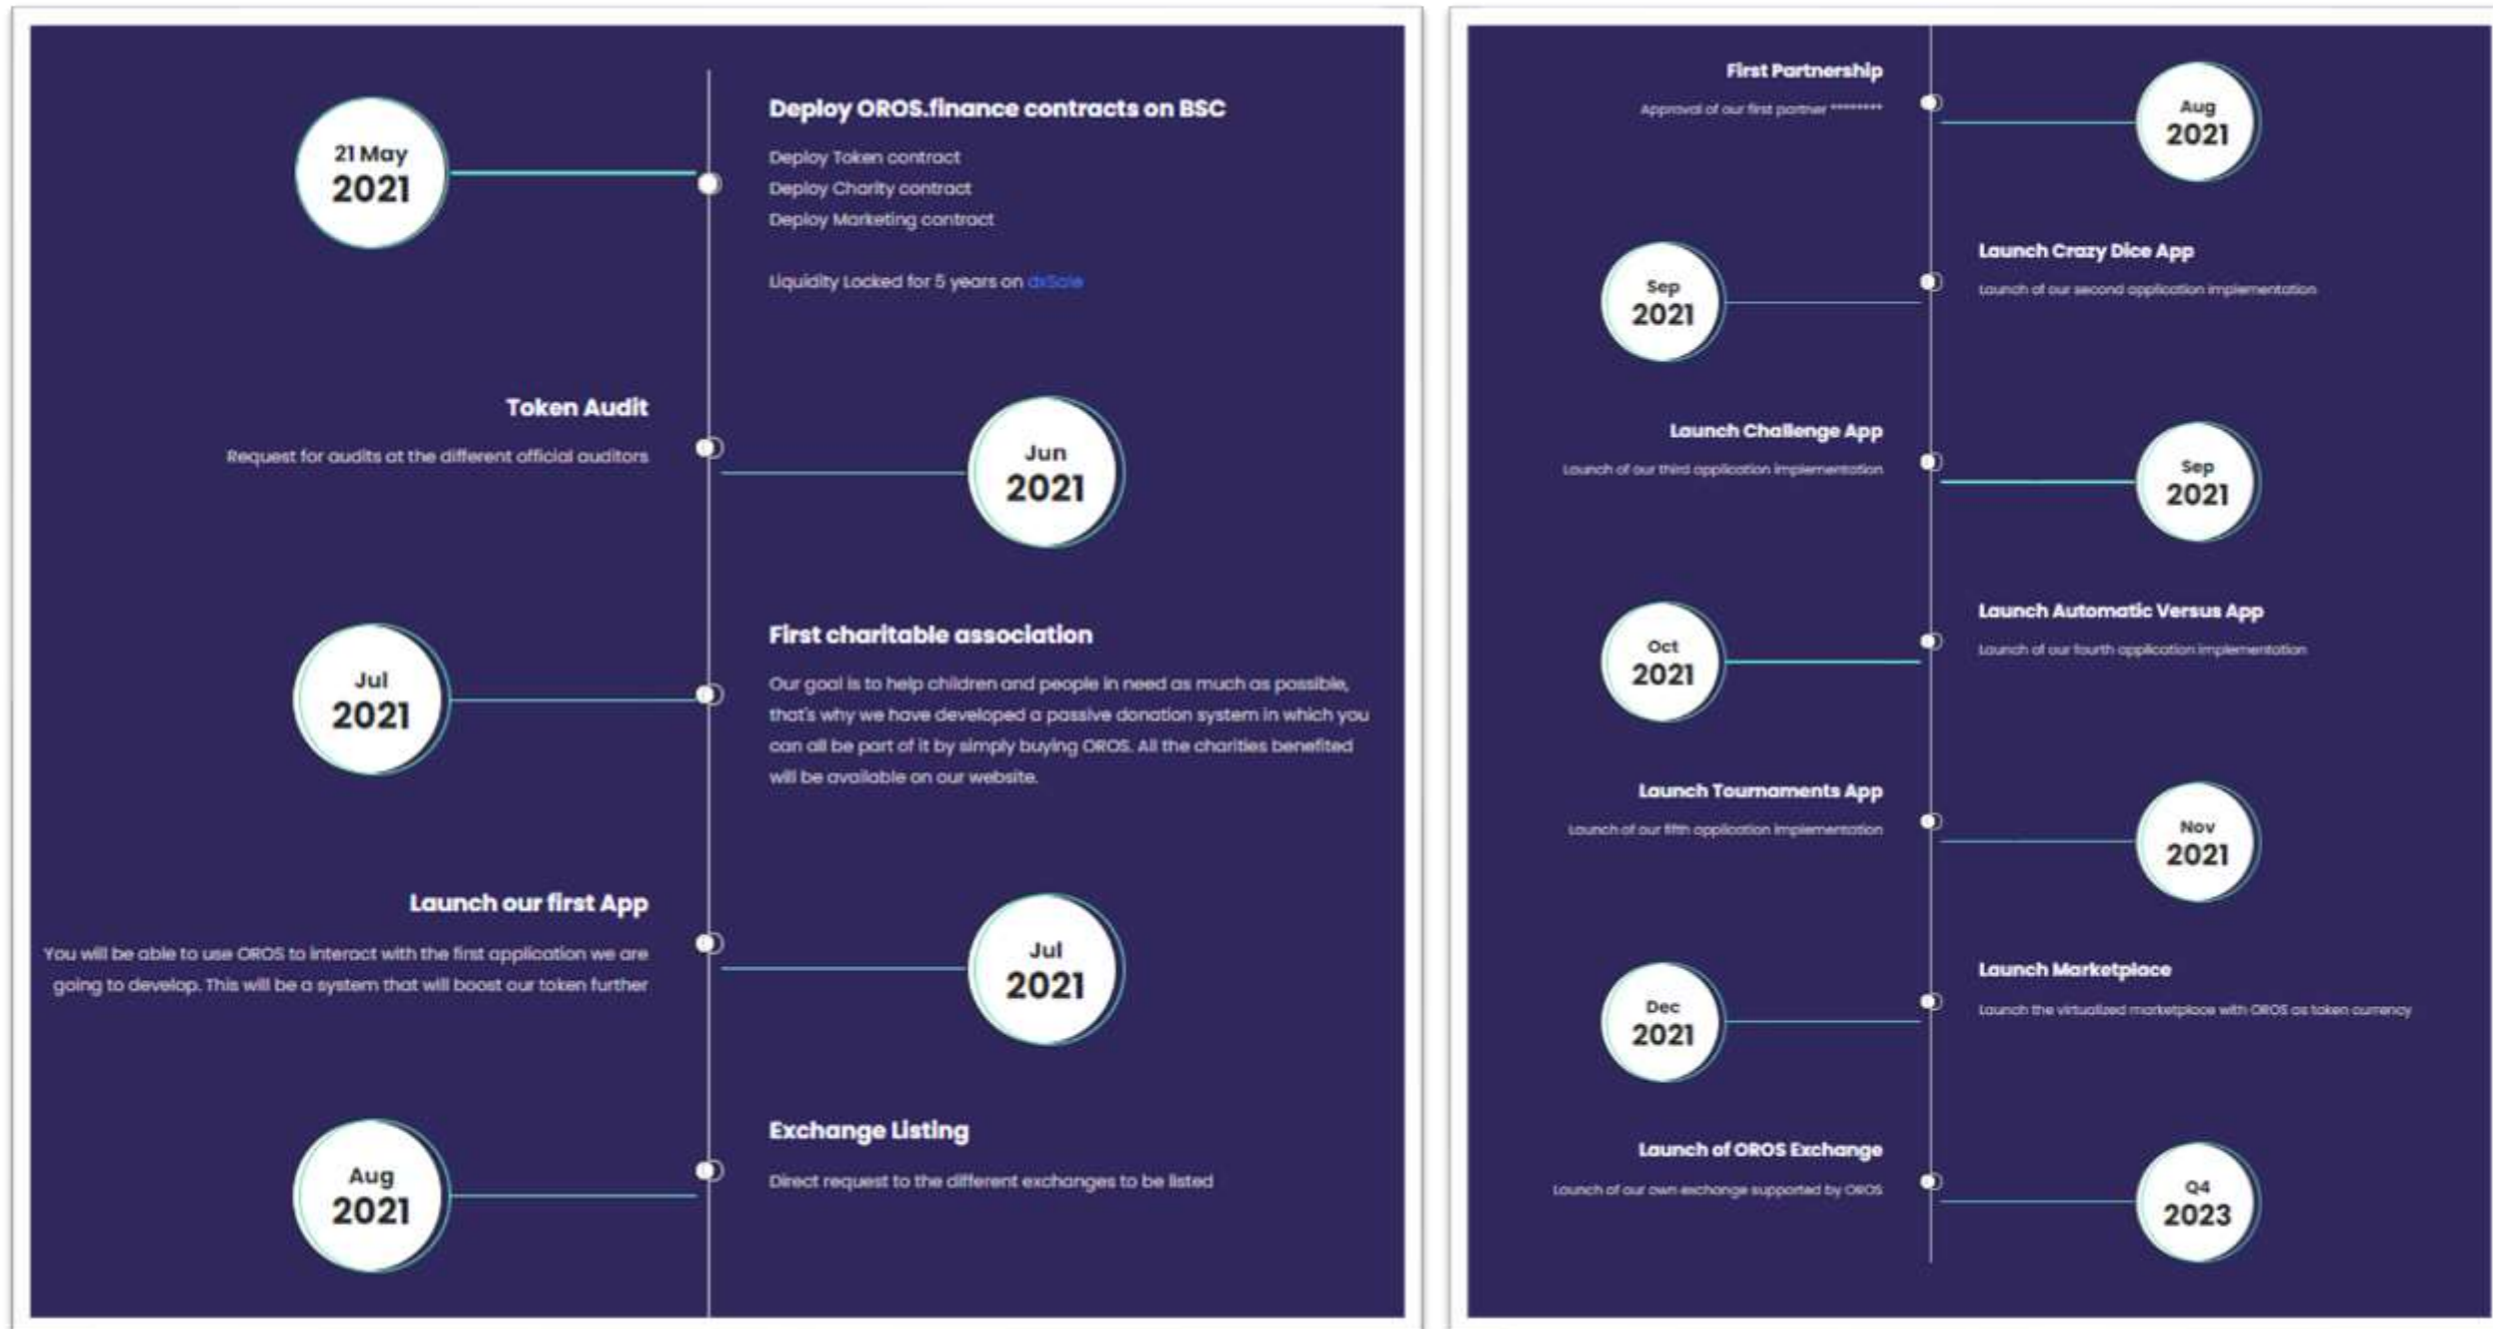 21 May
2021
Deploy OROS.finance contracts on BSC
Deploy Token contract
Deploy Charity contract
Deploy Marketing contract
Liquidity Locked for 5 years on dxSale
Token Audit
Request for audits at the different official auditors
Jun
2021
Jul
2021
First charitable association
Our goal is to help children and people in need as much as possible,
that's why we have developed a passive donation system in which you
can all be part of it by simply buying OROS. All the charities benefited
will be available on our website.
Launch our first App
You will be able to use OROS to interact with the first application we are
going to develop. This will be a system that will boost our token further
Jul
2021
Aug
2021
Exchange Listing
Direct request to the different exchanges to be listed
First Partnership
Approval of our first partner ********
Aug
2021
Sep
2021
Launch Crazy Dice App
Launch of our second application implementation
Launch Challenge App
Launch of our third application implementation
Sep
2021
Oct
2021
Launch Automatic Versus App
Launch of our fourth application implementation
Launch Tournaments App
Launch of our fifth application implementation
Nov
2021
Dec
2021
Launch Marketplace
Launch the virtualized marketplace with OROS as token currency
Launch of OROS Exchange
Launch of our own exchange supported by OROS
Q4
2023